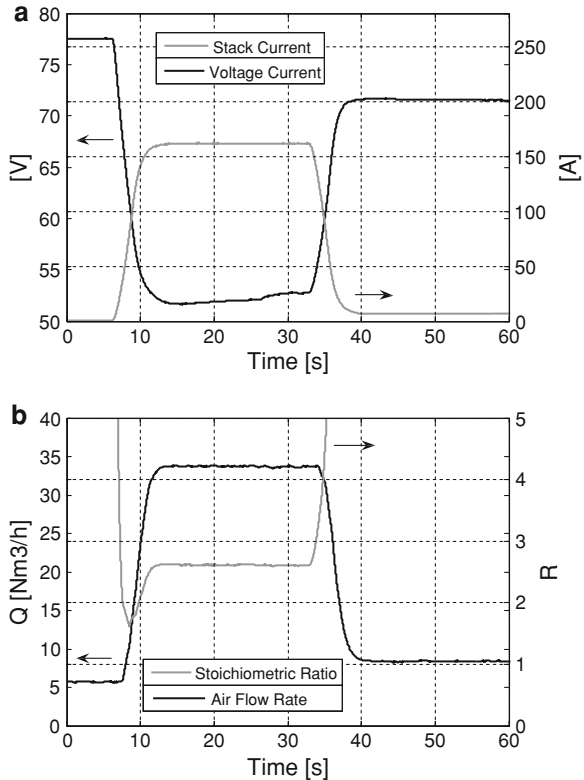 a
80
75
70
65
60
55
50
[V]
250
200
150
100
50
0
[A]
Stack Current
Voltage Current
0 10 20 30 40 50 60
Time [s]
b
40
35
30
25
20
15
10
5
0
Q [Nm3/h]
5
4
3
2
1
0
R
Stoichiometric Ratio
Air Flow Rate
0 10 20 30 40 50 60
Time [s]